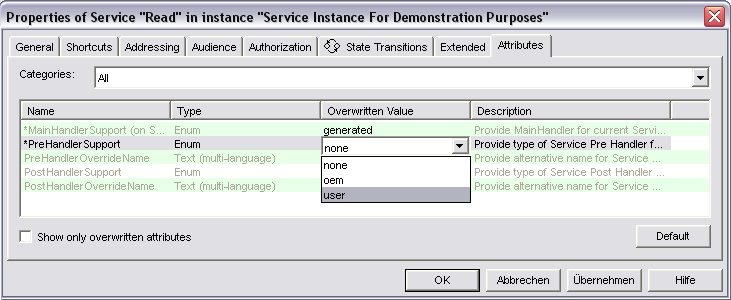 Properties of Service "Read" in instance "Service Instance For Demonstration Purposes"
General Shortcuts Addressing Audience Authorization State Transitions Extended Attributes
Categories: All
Name Type Overwritten Value Description
*MainHandlerSupport (on S... Enum generated Provide MainHandler for current Servi...
*PreHandlerSupport Enum none Provide type of Service Pre Handler f...
PreHandlerOverrideName Text (multi-language) none Provide alternative name for Service ...
PostHandlerSupport Enum oem Provide type of Service Post Handler ...
PostHandlerOverrideName Text (multi-language) user Provide alternative name for Service ...
Show only overwritten attributes Default
OK Abbrechen Übernehmen Hilfe